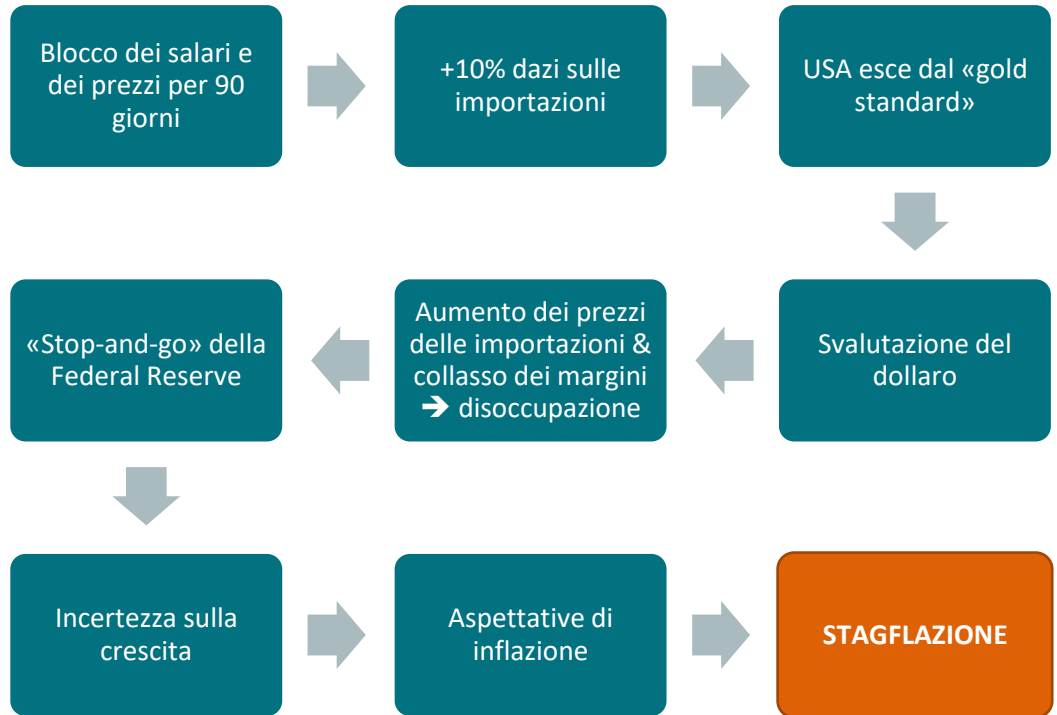 Blocco dei salari e
dei prezzi per 90
giorni
+10% dazi sulle
importazioni
USA esce dal «gold
standard»
Svalutazione del
dollaro
Aumento dei prezzi
delle importazioni &
collasso dei margini
➔ disoccupazione
«Stop-and-go» della
Federal Reserve
Incertezza sulla
crescita
Aspettative di
inflazione
STAGFLAZIONE